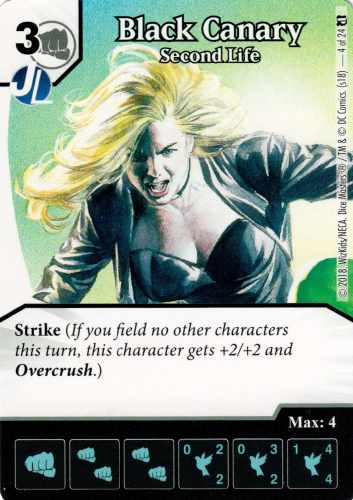 3
Black Canary
Second Life
JL
© 2018 WizKids/NECA. Dice Masters ® / TM & © DC Comics. (s18) — 4 of 24
Strike (If you field no other characters
this turn, this character gets +2/+2 and
Overcrush.)
Max: 4
0 2 2
0 3 2
1 4 4